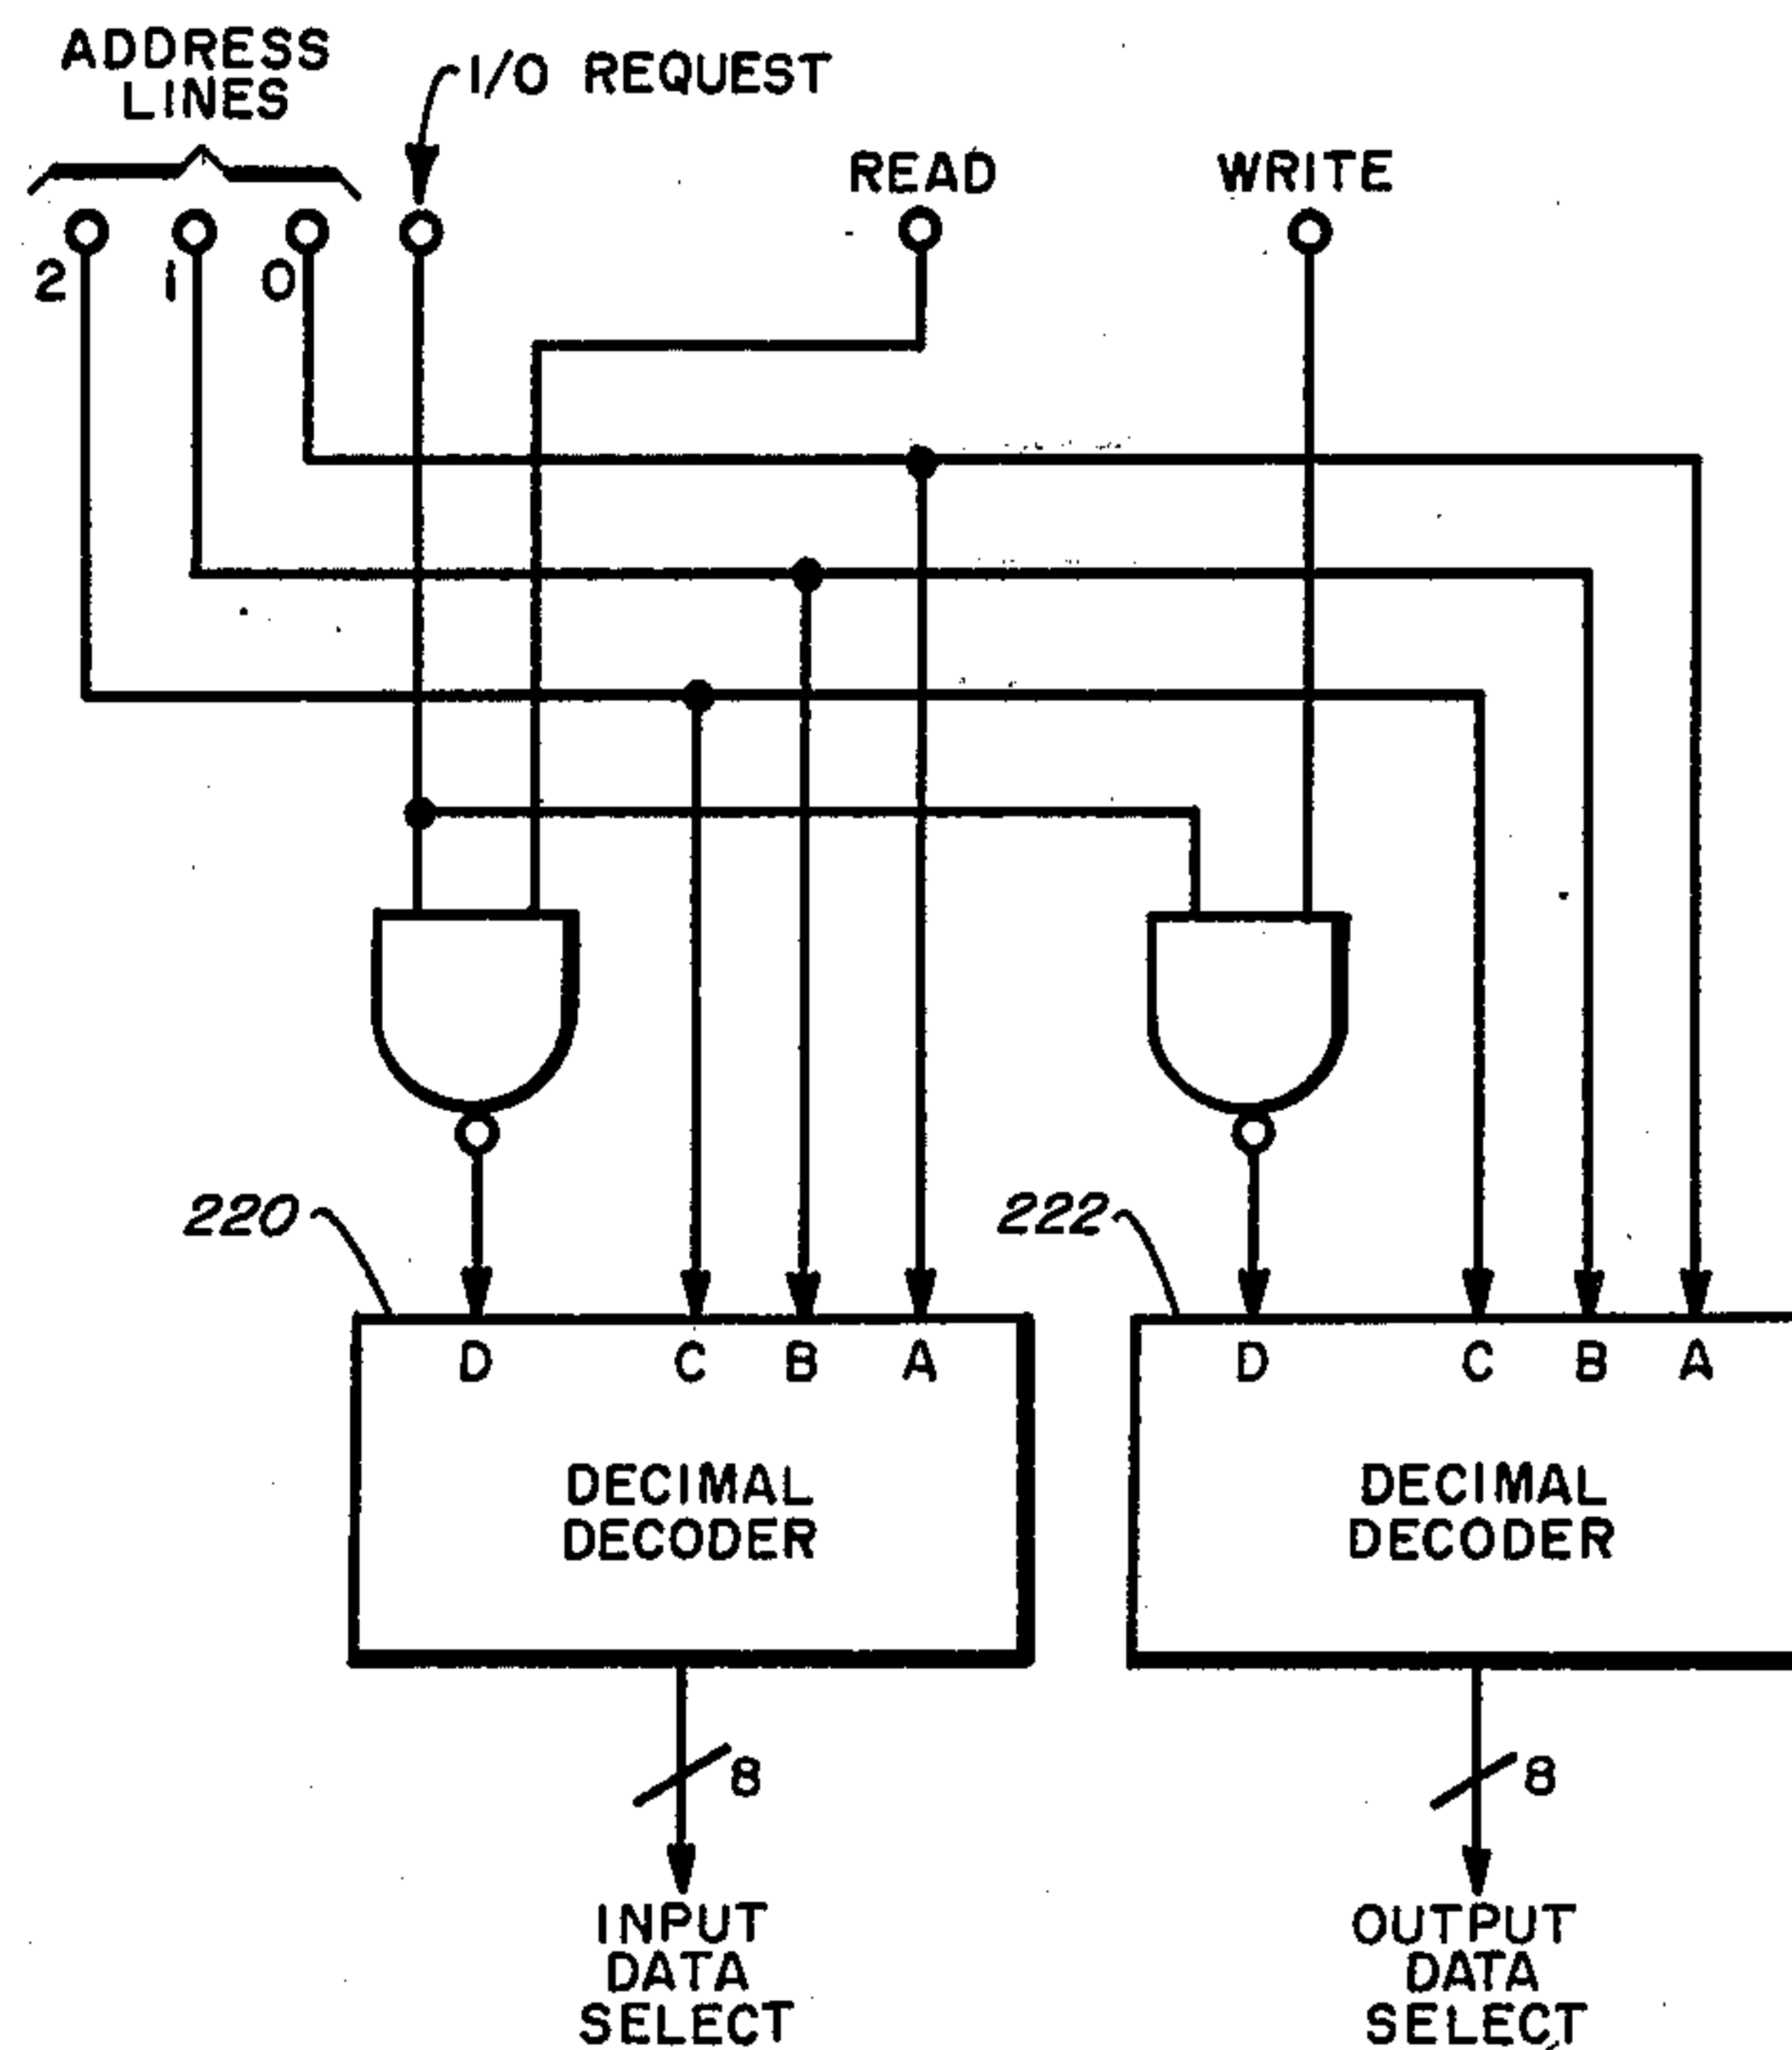 ADDRESS
LINES
I/O REQUEST
READ
WRITE
2
1
0
220
222
D
C
B
A
D
C
B
A
DECIMAL
DECODER
DECIMAL
DECODER
8
8
INPUT
DATA
SELECT
OUTPUT
DATA
SELECT